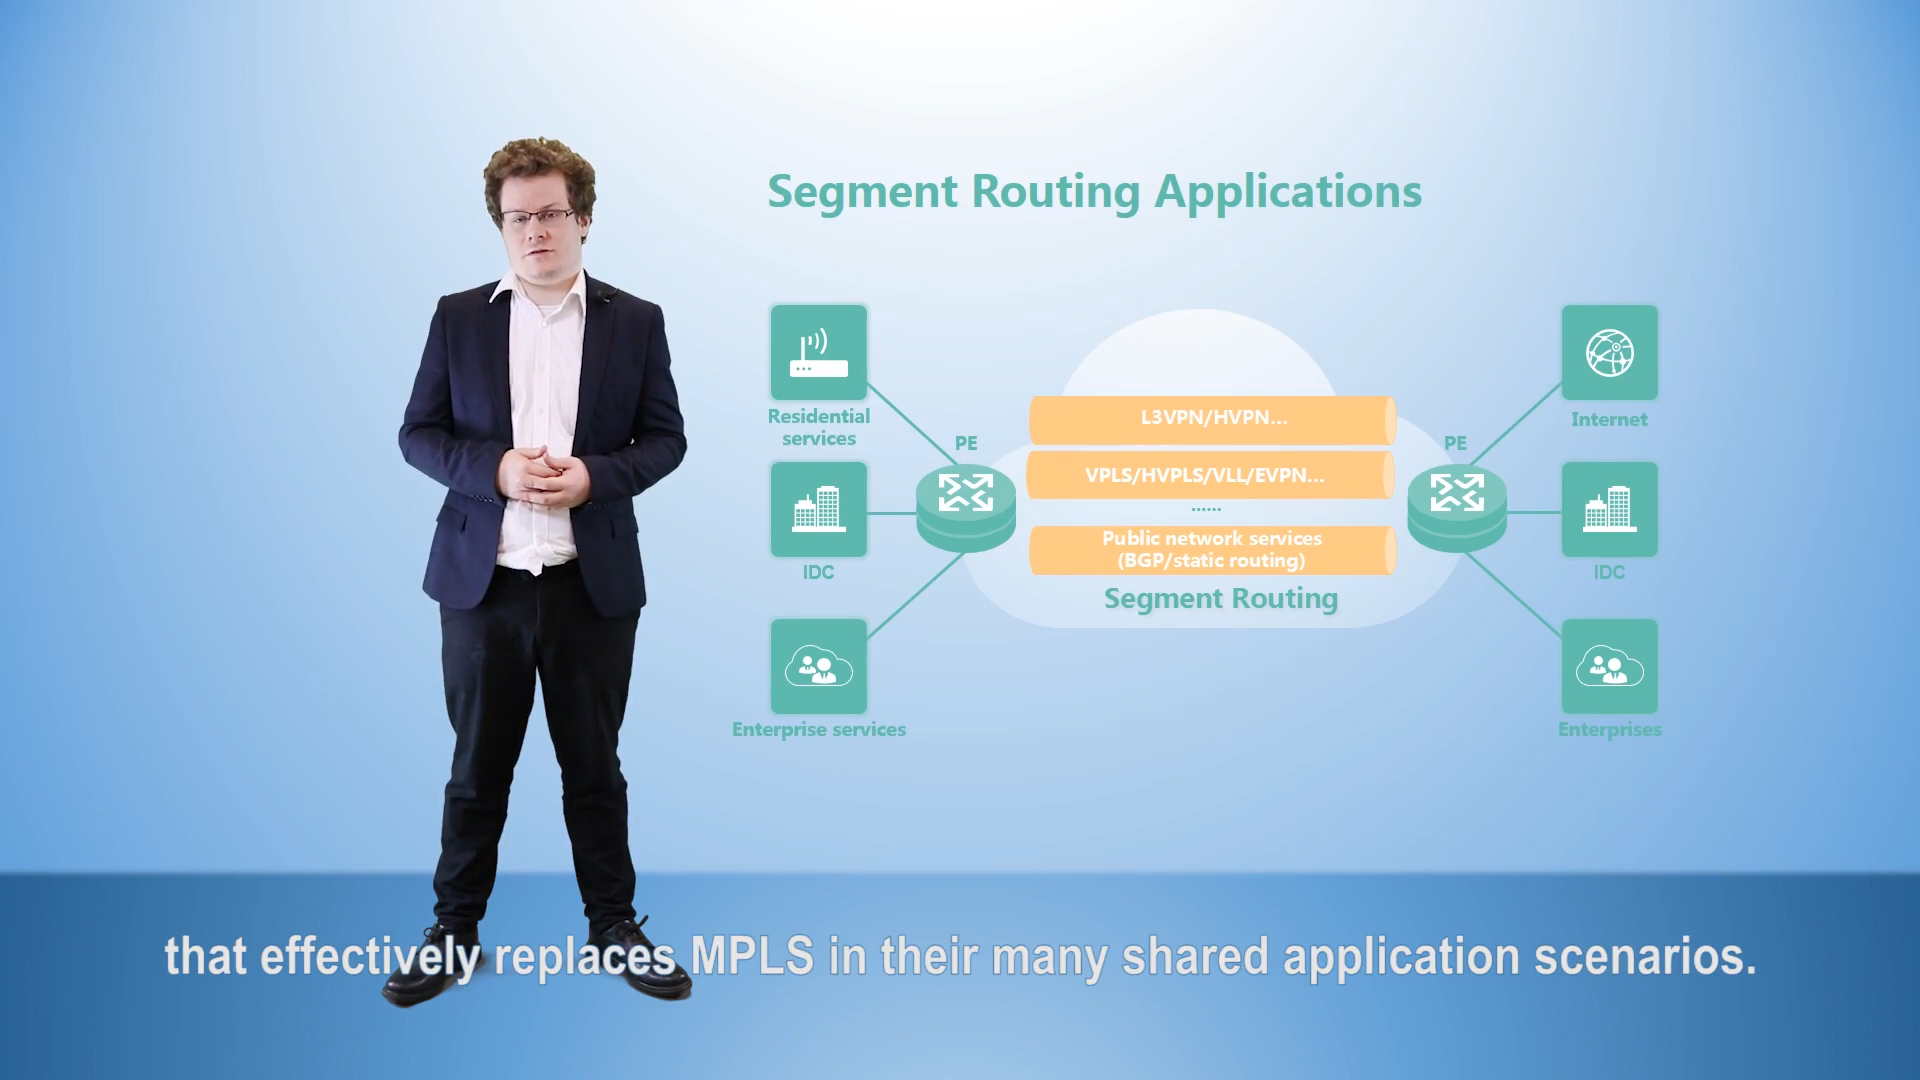 Segment Routing Applications
Residential
services
IDC
Enterprise services
PE
L3VPN/HVPN...
VPLS/HVPLS/VLL/EVPN...
......
Public network services
(BGP/static routing)
Segment Routing
PE
Internet
IDC
Enterprises
that effectively replaces MPLS in their many shared application scenarios.